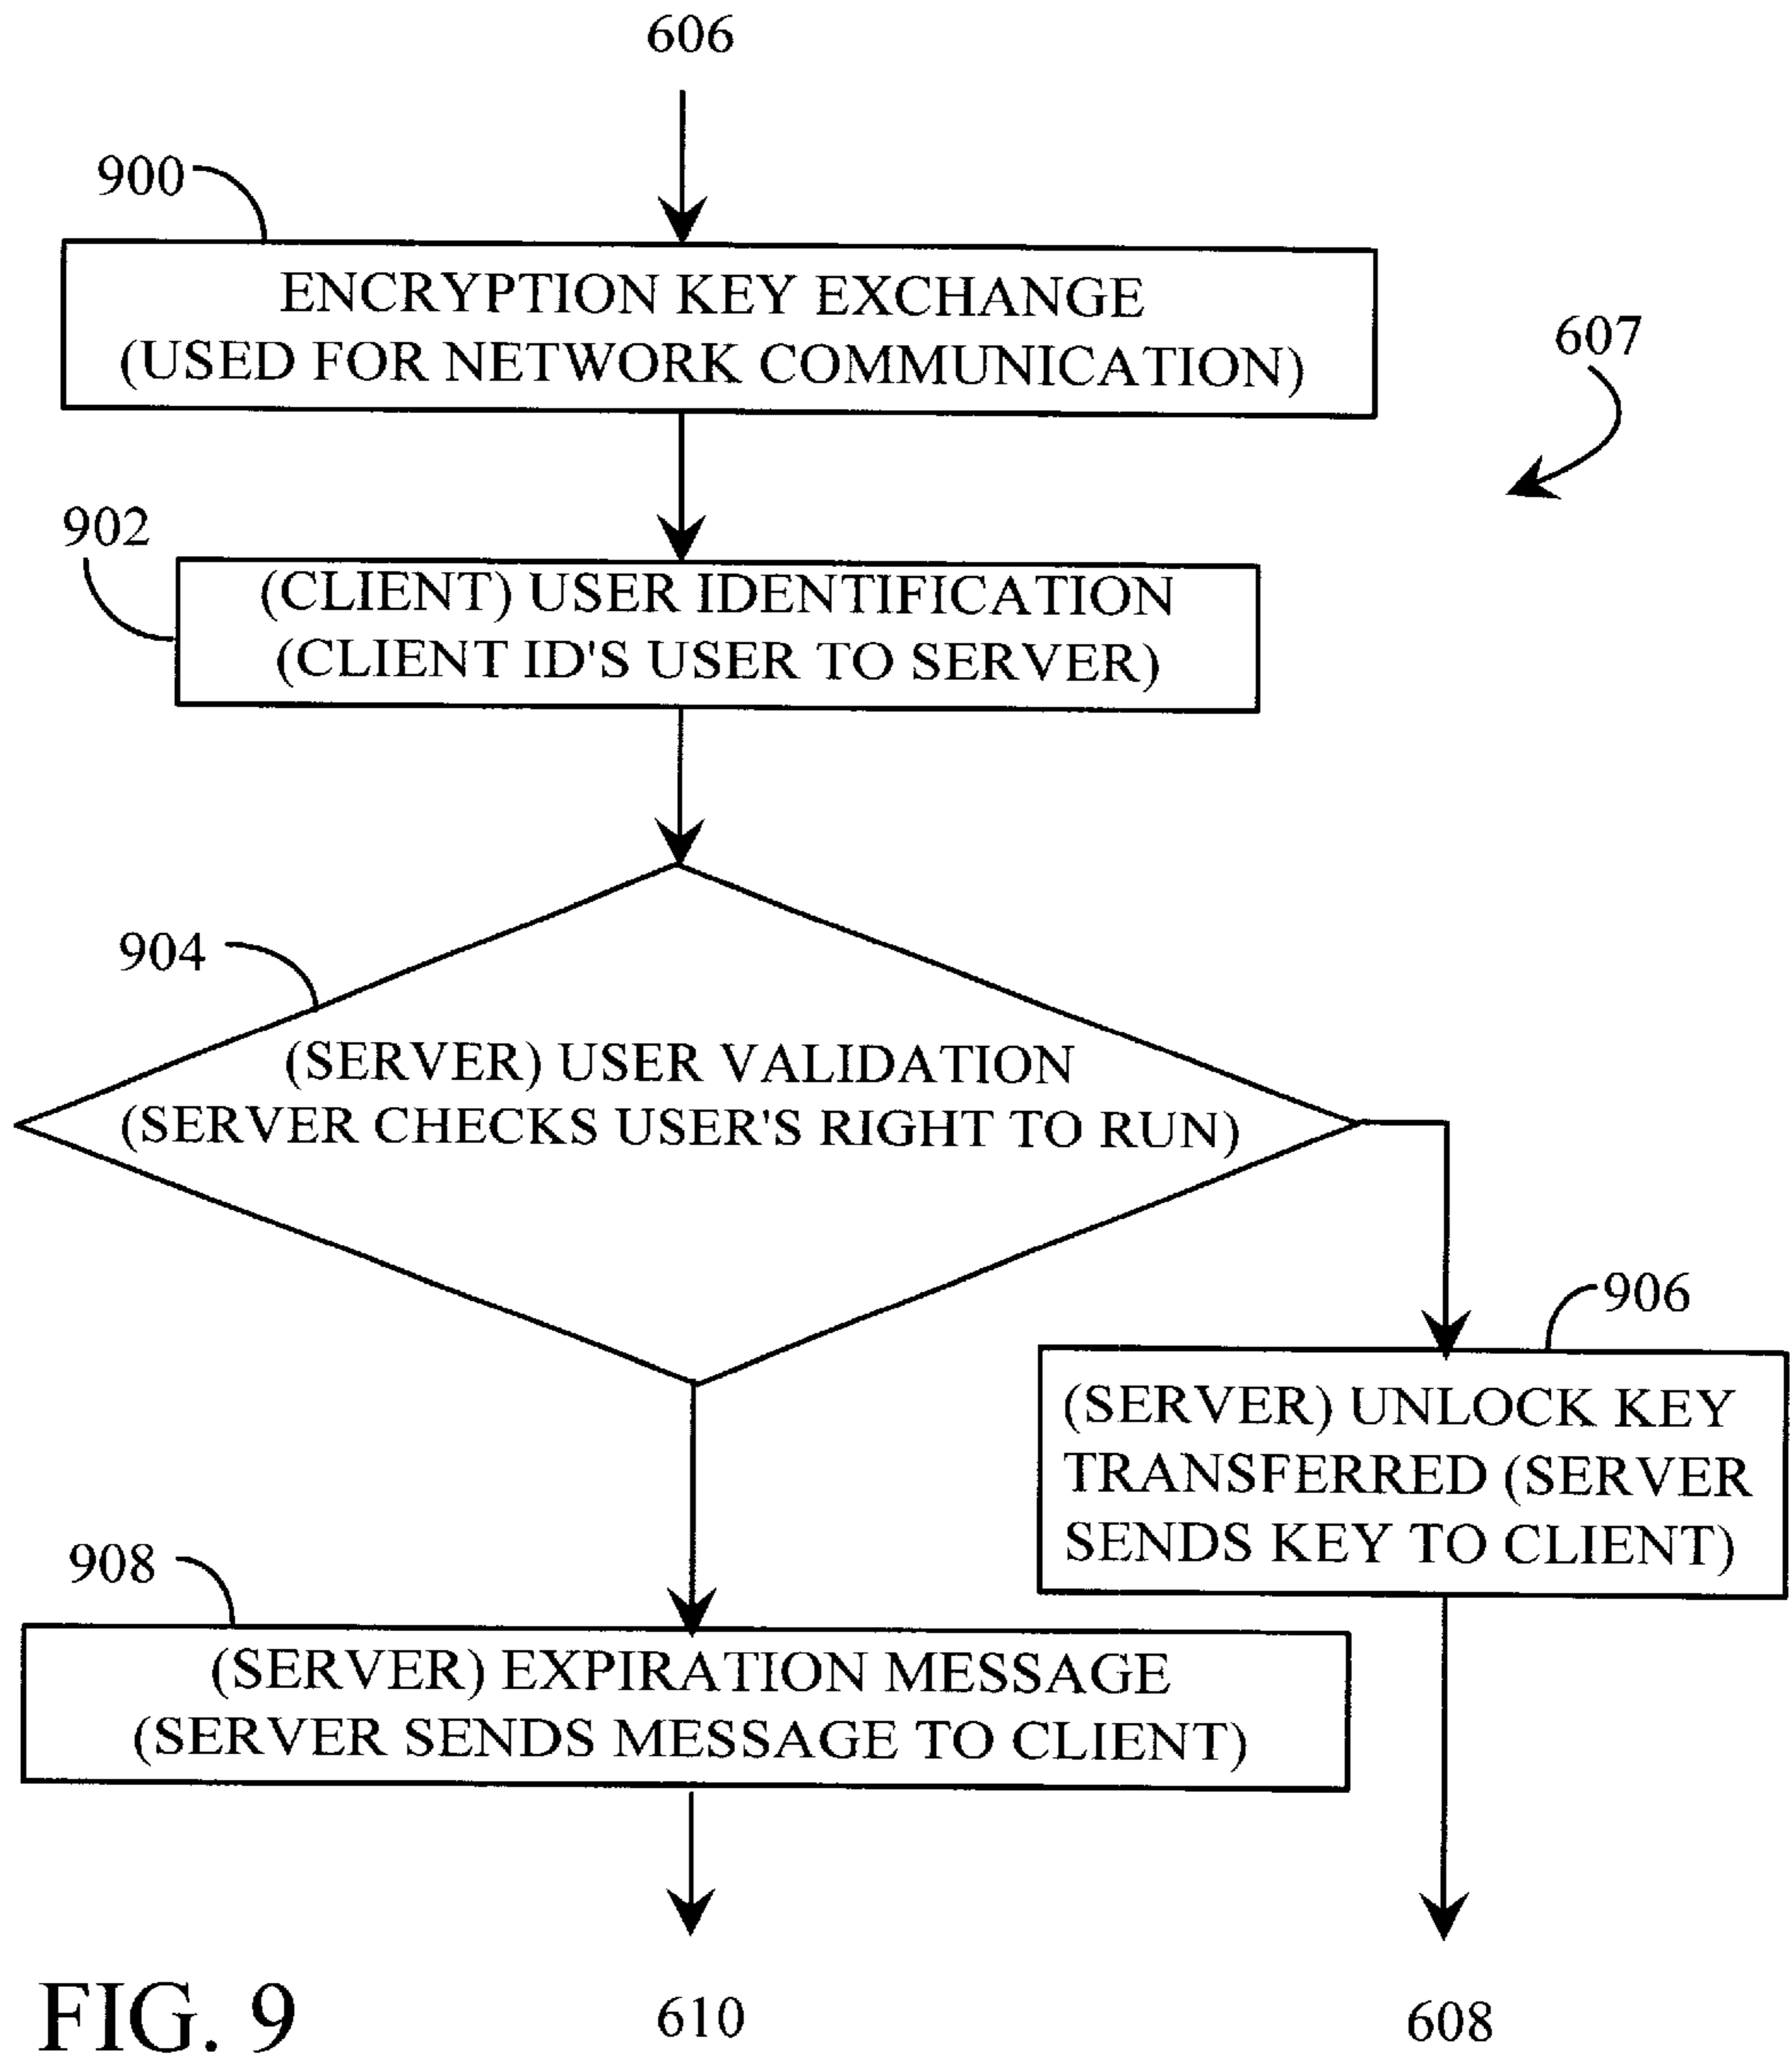 606
900
ENCRYPTION KEY EXCHANGE
(USED FOR NETWORK COMMUNICATION)
607
902
(CLIENT) USER IDENTIFICATION
(CLIENT ID'S USER TO SERVER)
904
(SERVER) USER VALIDATION
(SERVER CHECKS USER'S RIGHT TO RUN)
906
(SERVER) UNLOCK KEY
TRANSFERRED (SERVER
SENDS KEY TO CLIENT)
908
(SERVER) EXPIRATION MESSAGE
(SERVER SENDS MESSAGE TO CLIENT)
FIG. 9
610
608